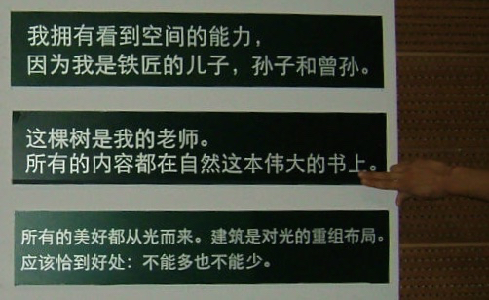 我拥有看到空间的能力，
因为我是铁匠的儿子，孙子和曾孙。
这棵树是我的老师。
所有的内容都在自然这本伟大的书上。
所有的美好都从光而来。建筑是对光的重组布局。
应该恰到好处：不能多也不能少。